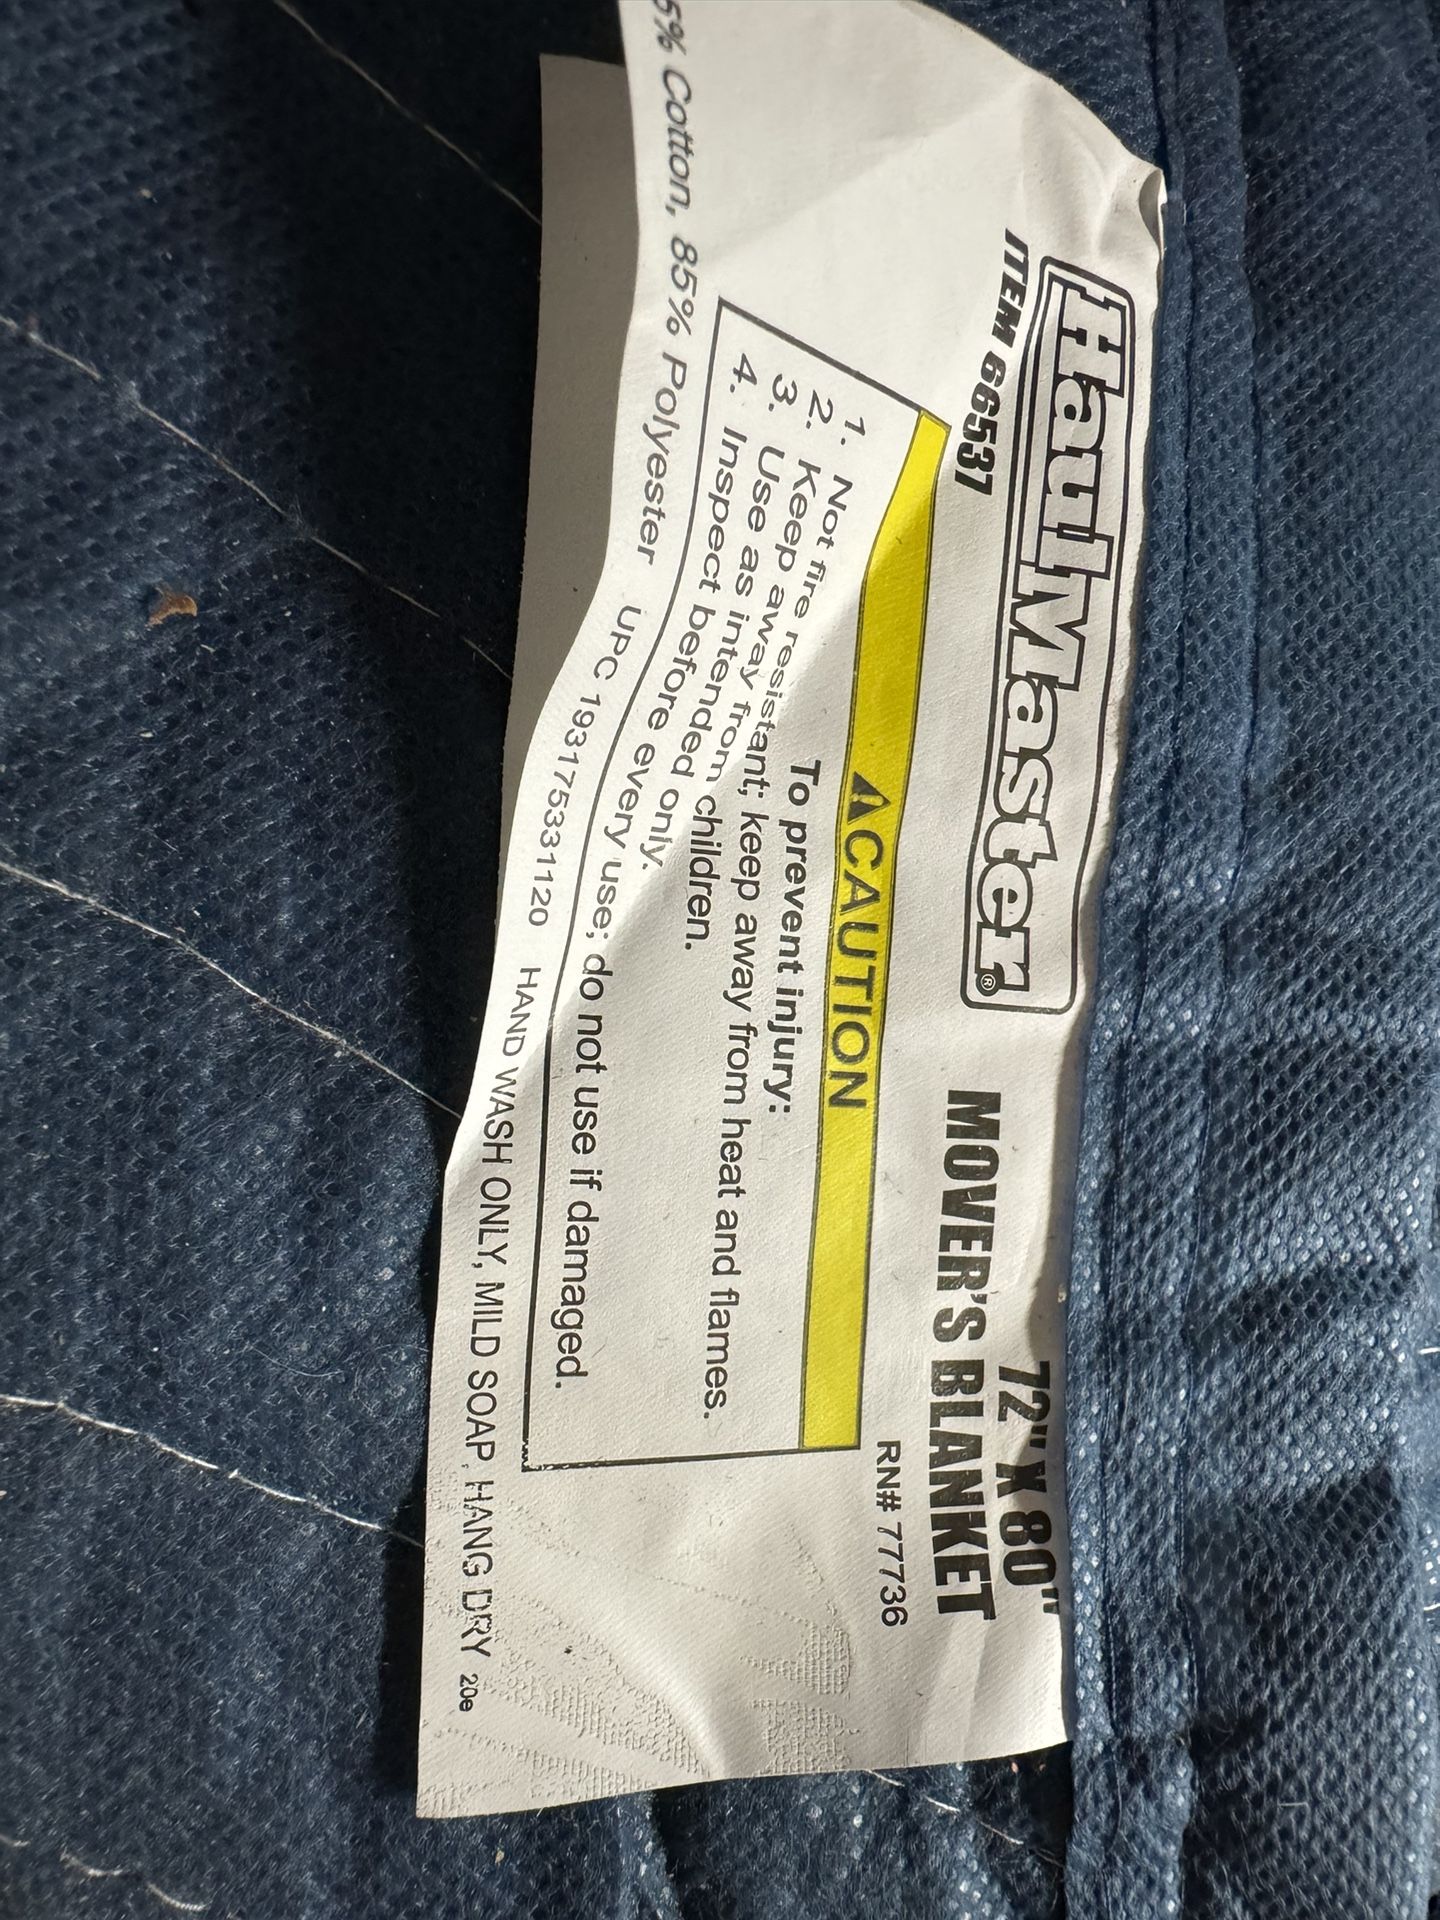 HaulMaster®
72" X 80"
MOVER'S BLANKET
ITEM 66537
RN# 77736
⚠CAUTION
To prevent injury:
1. Not fire resistant; keep away from heat and flames.
2. Keep away from children.
3. Use as intended only.
4. Inspect before every use; do not use if damaged.
5% Cotton, 85% Polyester UPC 193175331120 HAND WASH ONLY, MILD SOAP, HANG DRY 20e